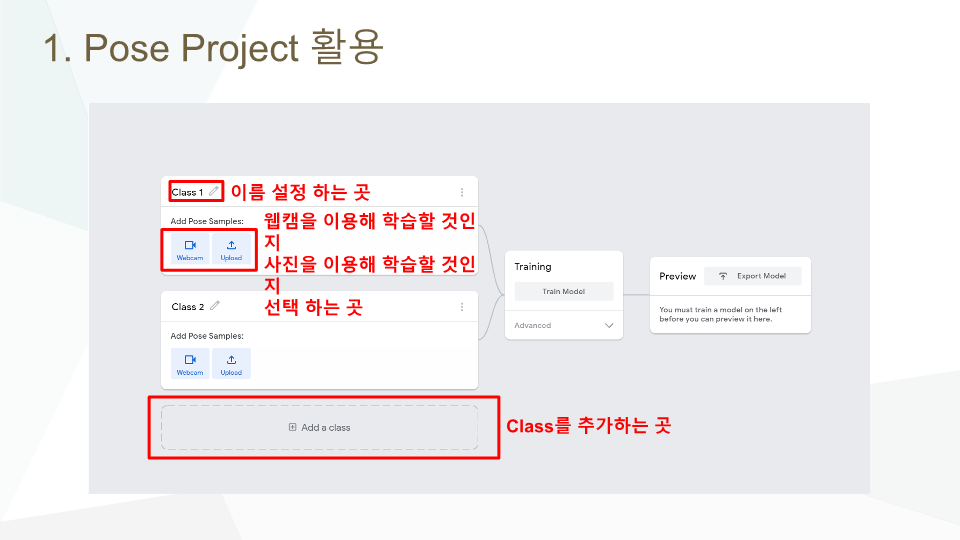 1. Pose Project 활용
Class 1
이름 설정 하는 곳
Add Pose Samples:
웹캠을 이용해 학습할 것인
지
사진을 이용해 학습할 것인
지
선택 하는 곳
Webcam
Upload
Class 2
Add Pose Samples:
Webcam
Upload
Add a class
Class를 추가하는 곳
Training
Train Model
Advanced
Preview
Export Model
You must train a model on the left
before you can preview it here.